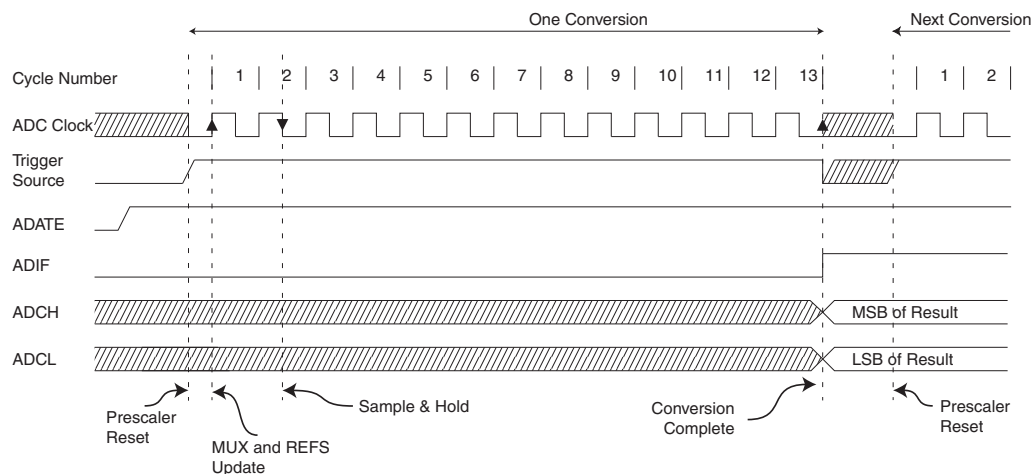 One Conversion
Next Conversion
Cycle Number
1 2 3 4 5 6 7 8 9 10 11 12 13 1 2
ADC Clock
Trigger
Source
ADATE
ADIF
ADCH
MSB of Result
ADCL
LSB of Result
Prescaler
Reset
MUX and REFS
Update
Sample & Hold
Conversion
Complete
Prescaler
Reset